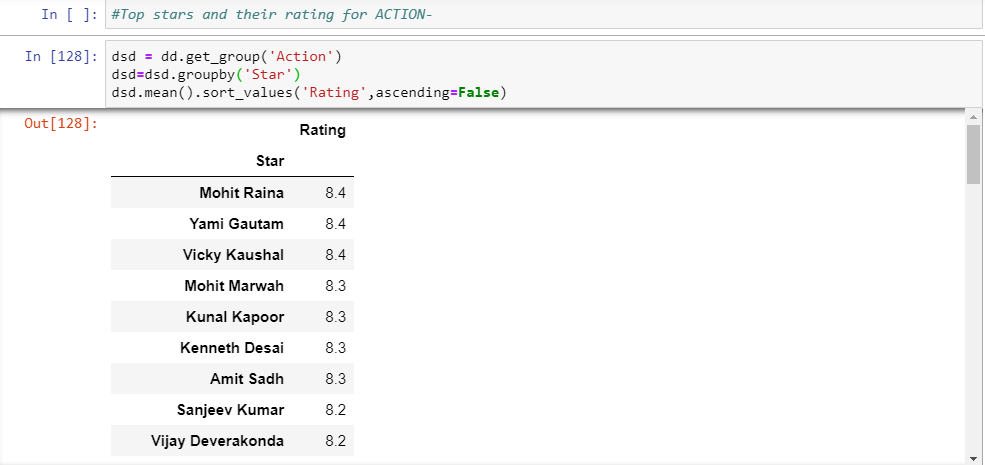 In [ ]: #Top stars and their rating for ACTION-
In [128]: dsd = dd.get_group('Action')
dsd=dsd.groupby('Star')
dsd.mean().sort_values('Rating',ascending=False)
Out[128]:
Rating
Star
Mohit Raina 8.4
Yami Gautam 8.4
Vicky Kaushal 8.4
Mohit Marwah 8.3
Kunal Kapoor 8.3
Kenneth Desai 8.3
Amit Sadh 8.3
Sanjeev Kumar 8.2
Vijay Deverakonda 8.2